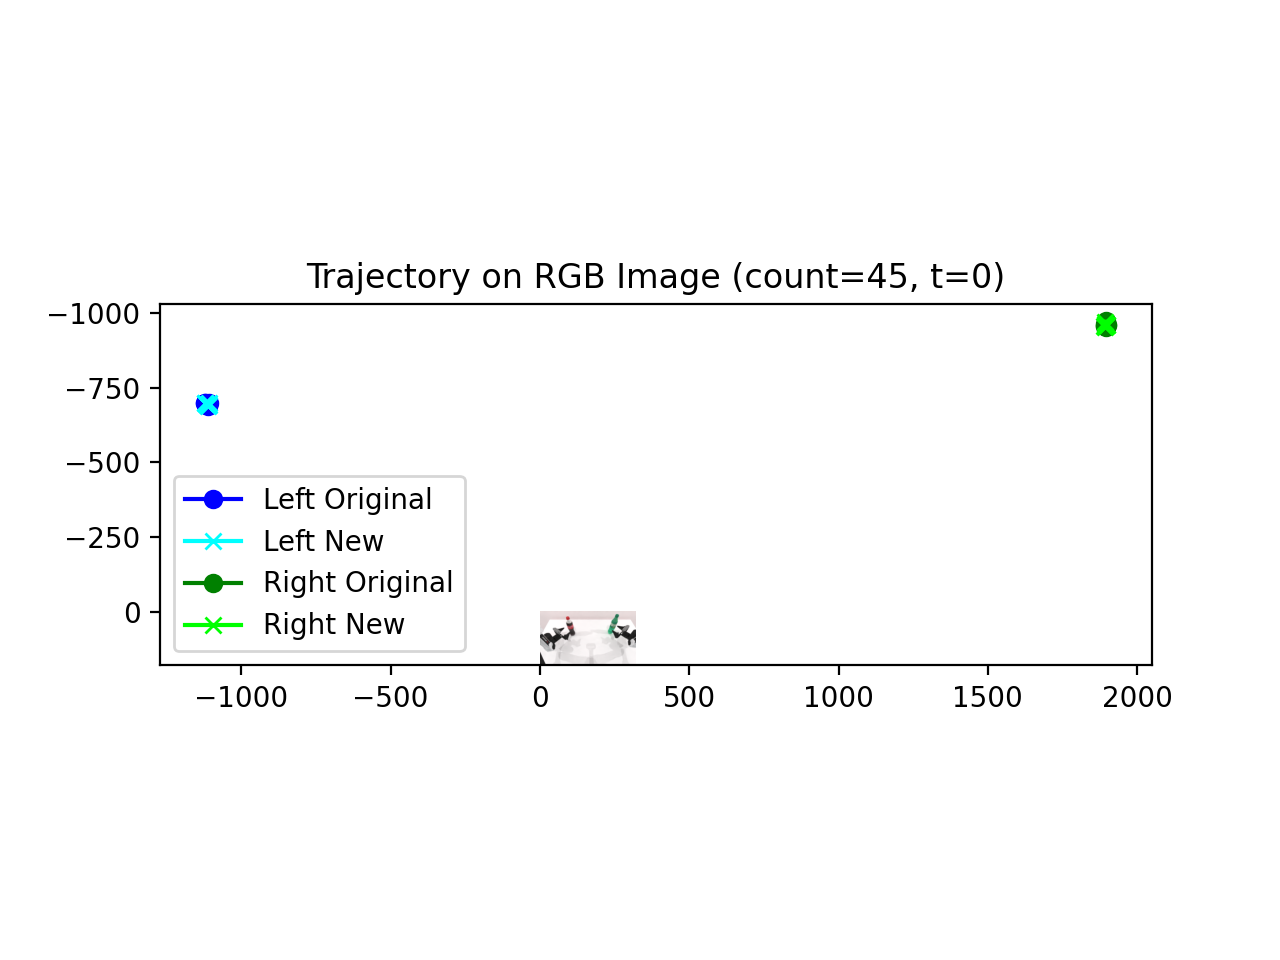 Trajectory on RGB Image (count=45, t=0)
−1000
−750
−500
−250
0
Left Original
Left New
Right Original
Right New
−1000 −500 0 500 1000 1500 2000